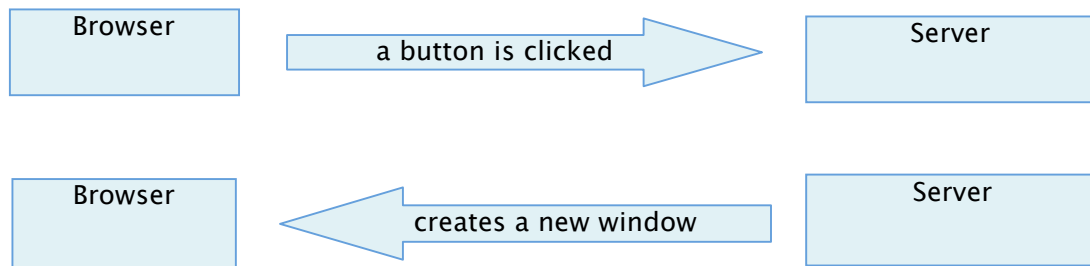 Browser
a button is clicked
Server
Browser
creates a new window
Server